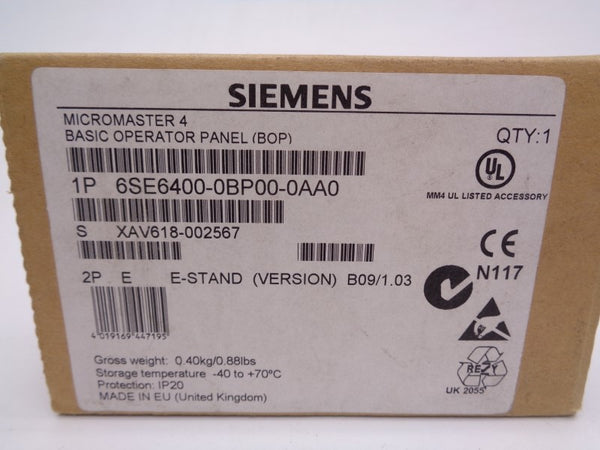 SIEMENS
MICROMASTER 4
BASIC OPERATOR PANEL (BOP)
QTY:1
1P 6SE6400-0BP00-0AA0
UL
MM4 UL LISTED ACCESSORY
S XAV618-002567
CE
N117
2P E E-STAND (VERSION) B09/1.03
4 019169 447195
Gross weight: 0.40kg/0.88lbs
Storage temperature -40 to +70ºC
Protection: IP20
MADE IN EU (United Kingdom)
REZY
UK 2055